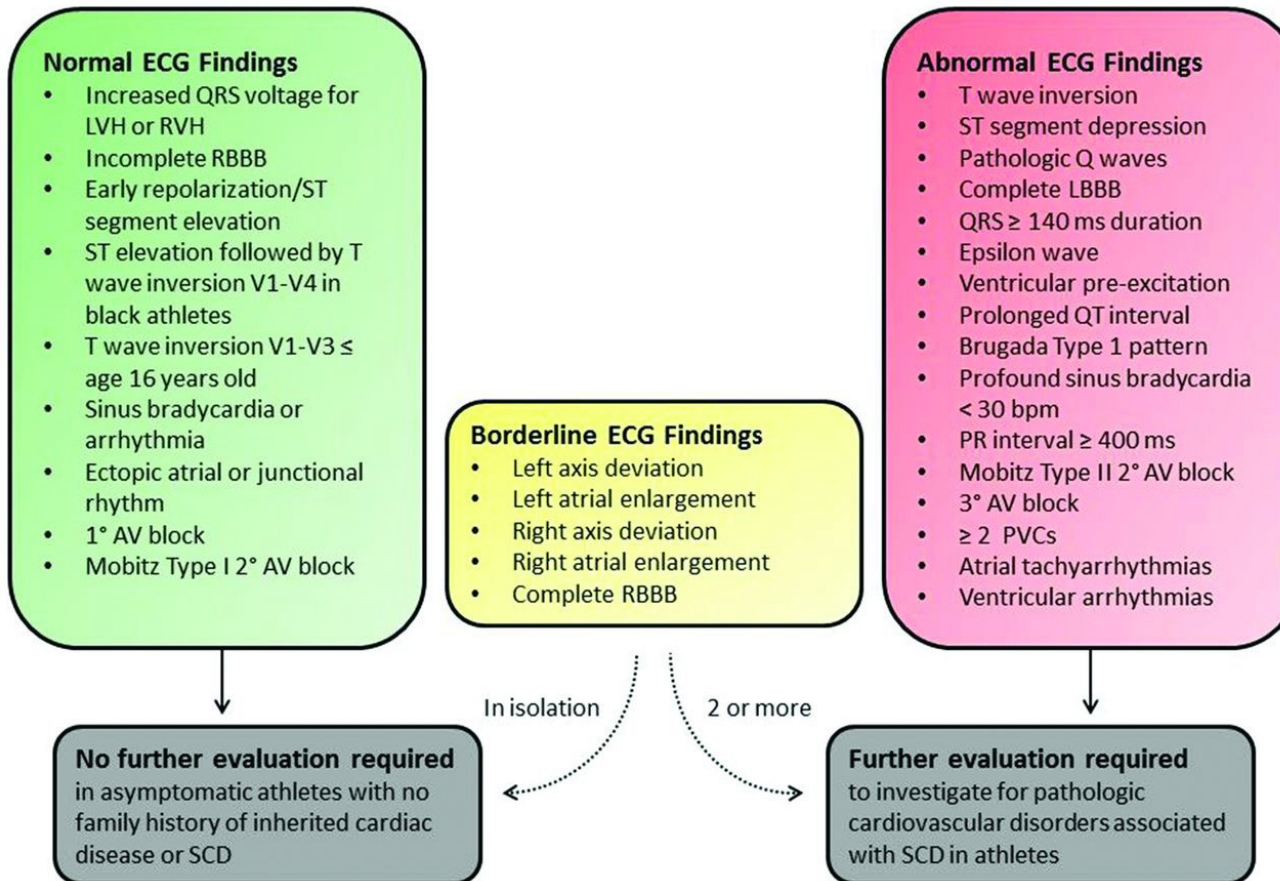 Normal ECG Findings
• Increased QRS voltage for
LVH or RVH
• Incomplete RBBB
• Early repolarization/ST
segment elevation
• ST elevation followed by T
wave inversion V1-V4 in
black athletes
• T wave inversion V1-V3 ≤
age 16 years old
• Sinus bradycardia or
arrhythmia
• Ectopic atrial or junctional
rhythm
• 1° AV block
• Mobitz Type I 2° AV block
Borderline ECG Findings
• Left axis deviation
• Left atrial enlargement
• Right axis deviation
• Right atrial enlargement
• Complete RBBB
Abnormal ECG Findings
• T wave inversion
• ST segment depression
• Pathologic Q waves
• Complete LBBB
• QRS ≥ 140 ms duration
• Epsilon wave
• Ventricular pre-excitation
• Prolonged QT interval
• Brugada Type 1 pattern
• Profound sinus bradycardia
< 30 bpm
• PR interval ≥ 400 ms
• Mobitz Type II 2° AV block
• 3° AV block
• ≥ 2 PVCs
• Atrial tachyarrhythmias
• Ventricular arrhythmias
In isolation
2 or more
No further evaluation required
in asymptomatic athletes with no
family history of inherited cardiac
disease or SCD
Further evaluation required
to investigate for pathologic
cardiovascular disorders associated
with SCD in athletes